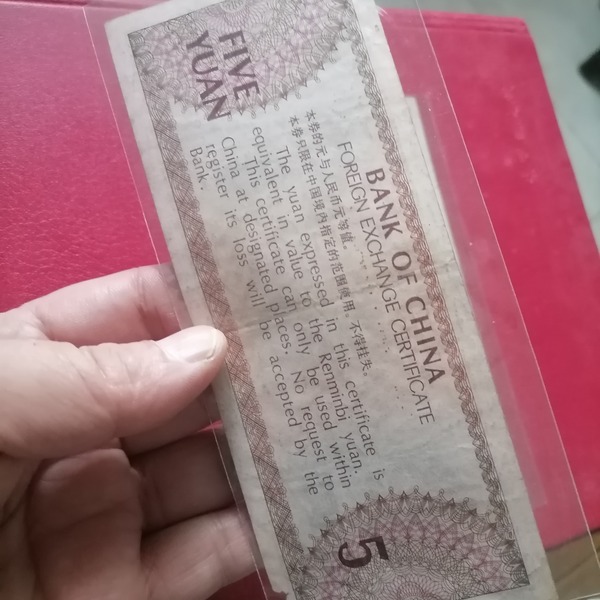 BANK OF CHINA
FOREIGN EXCHANGE CERTIFICATE
本券的元与人民币元等值。
本券只限在中国境内指定的范围使用。不得挂失。
The yuan expressed in this certificate is
equivalent in value to the Renminbi yuan.
This certificate can only be used within
China at designated places. No request to
register its loss will be accepted by the
Bank.
FIVE
YUAN
5